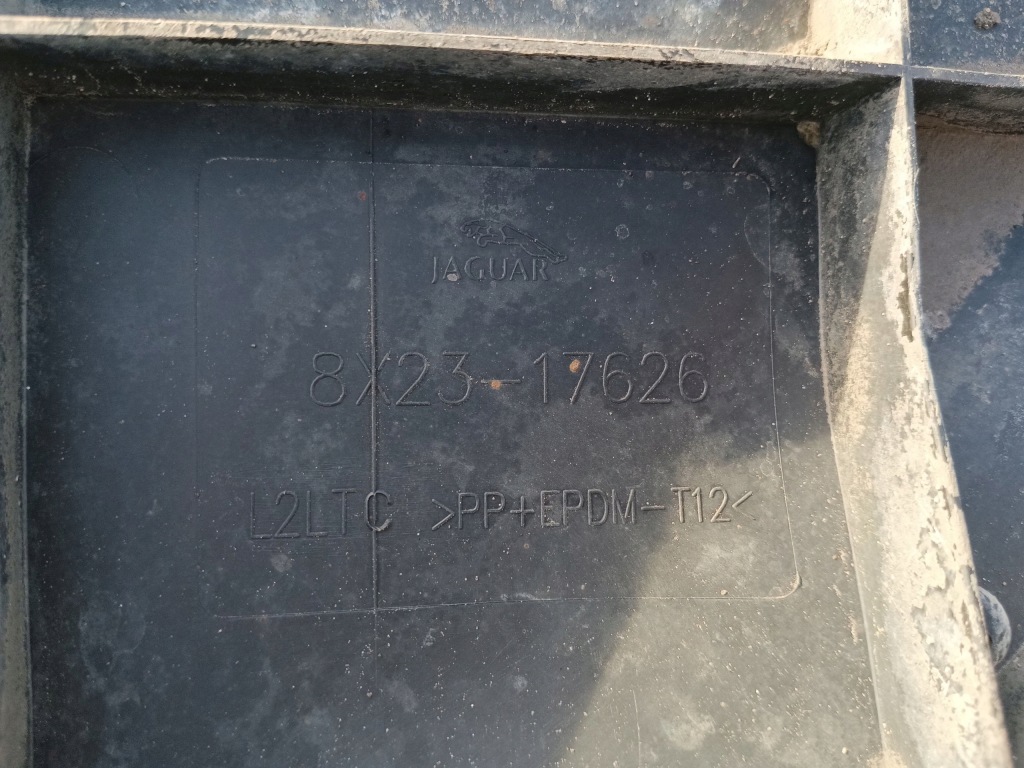 JAGUAR
8X23-17626
L2LTC >PP+EPDM-T12<